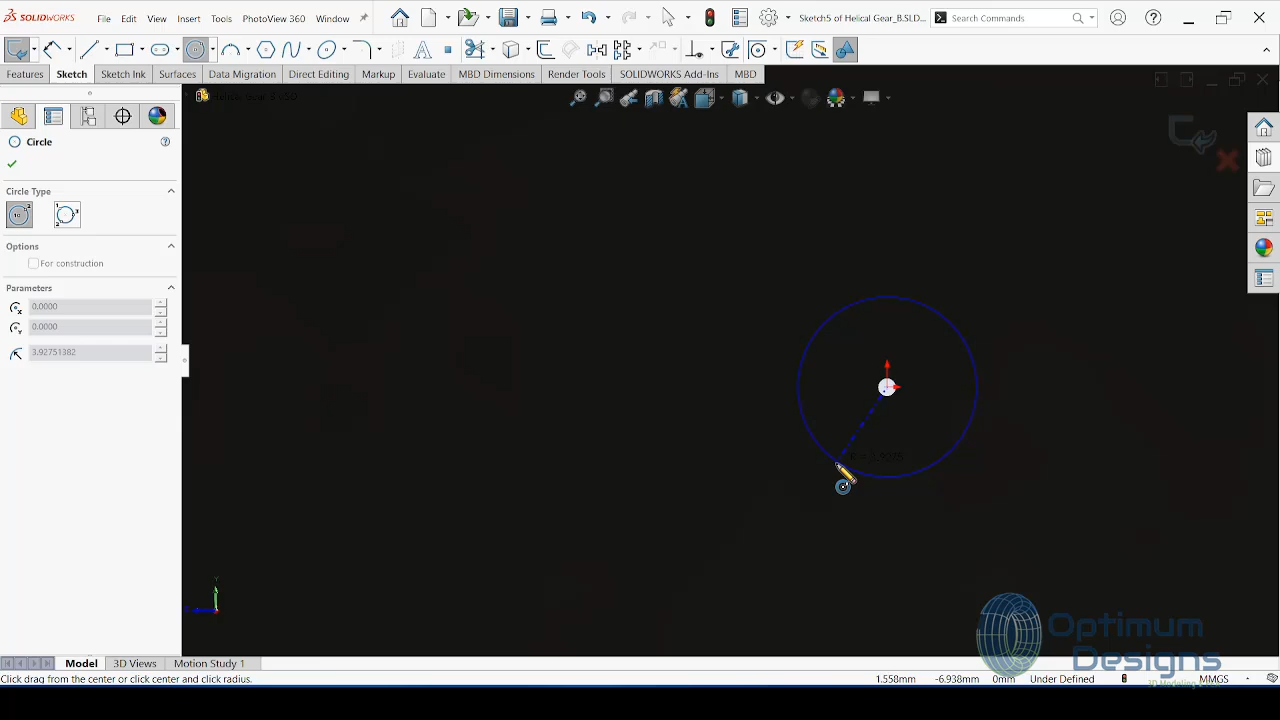 SOLIDWORKS File Edit View Insert Tools PhotoView 360 Window Sketch5 of Helical Gear_B.SLD... Search Commands
Features Sketch Sketch Ink Surfaces Data Migration Direct Editing Markup Evaluate MBD Dimensions Render Tools SOLIDWORKS Add-Ins MBD
Circle
Circle Type
Options
For construction
Parameters
0.0000
0.0000
3.92751382
Y
Optimum
Designs
Model 3D Views Motion Study 1
Click drag from the center or click center and click radius. 1.558mm -6.938mm 0mm Under Defined MMGS